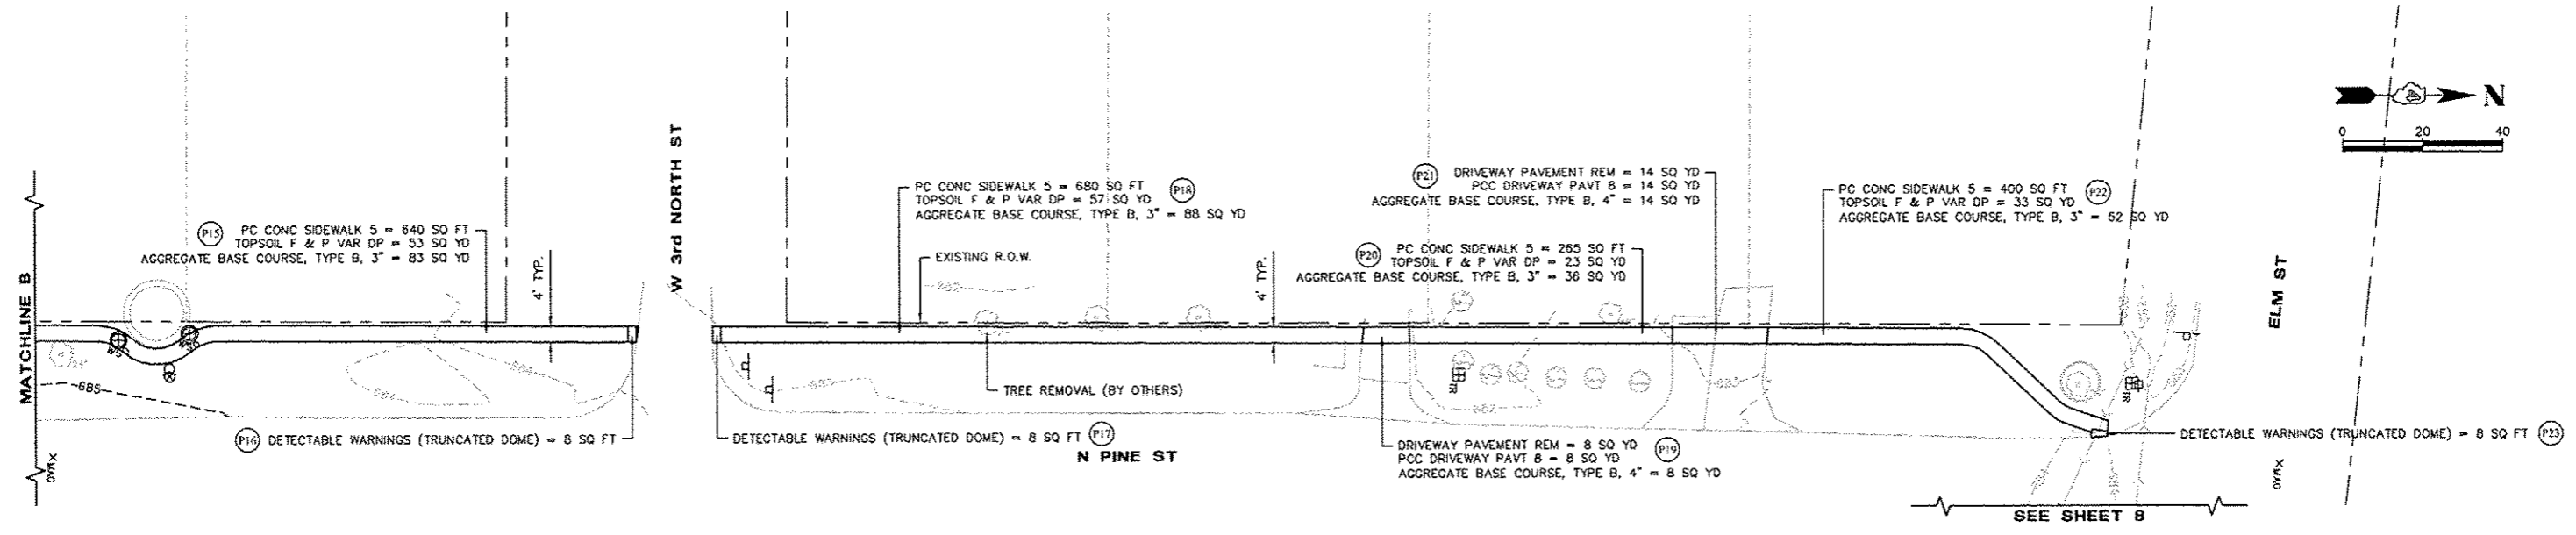 N
0 20 40
MATCHLINE B
P15 PC CONC SIDEWALK 5 = 640 SQ FT
TOPSOIL F & P VAR DP = 53 SQ YD
AGGREGATE BASE COURSE, TYPE B, 3" = 83 SQ YD
4' TYP.
W 3rd NORTH ST
PC CONC SIDEWALK 5 = 680 SQ FT P18
TOPSOIL F & P VAR DP = 57 SQ YD
AGGREGATE BASE COURSE, TYPE B, 3" = 88 SQ YD
EXISTING R.O.W.
4' TYP.
P21 DRIVEWAY PAVEMENT REM = 14 SQ YD
PCC DRIVEWAY PAVT 8 = 14 SQ YD
AGGREGATE BASE COURSE, TYPE B, 4" = 14 SQ YD
P20 PC CONC SIDEWALK 5 = 265 SQ FT
TOPSOIL F & P VAR DP = 23 SQ YD
AGGREGATE BASE COURSE, TYPE B, 3" = 36 SQ YD
PC CONC SIDEWALK 5 = 400 SQ FT P22
TOPSOIL F & P VAR DP = 33 SQ YD
AGGREGATE BASE COURSE, TYPE B, 3" = 52 SQ YD
ELM ST
685
TREE REMOVAL (BY OTHERS)
TR
TR
P16 DETECTABLE WARNINGS (TRUNCATED DOME) = 8 SQ FT
DETECTABLE WARNINGS (TRUNCATED DOME) = 8 SQ FT P17
N PINE ST
DRIVEWAY PAVEMENT REM = 8 SQ YD P19
PCC DRIVEWAY PAVT 8 = 8 SQ YD
AGGREGATE BASE COURSE, TYPE B, 4" = 8 SQ YD
DETECTABLE WARNINGS (TRUNCATED DOME) = 8 SQ FT P23
XMAG
XMAG
SEE SHEET 8